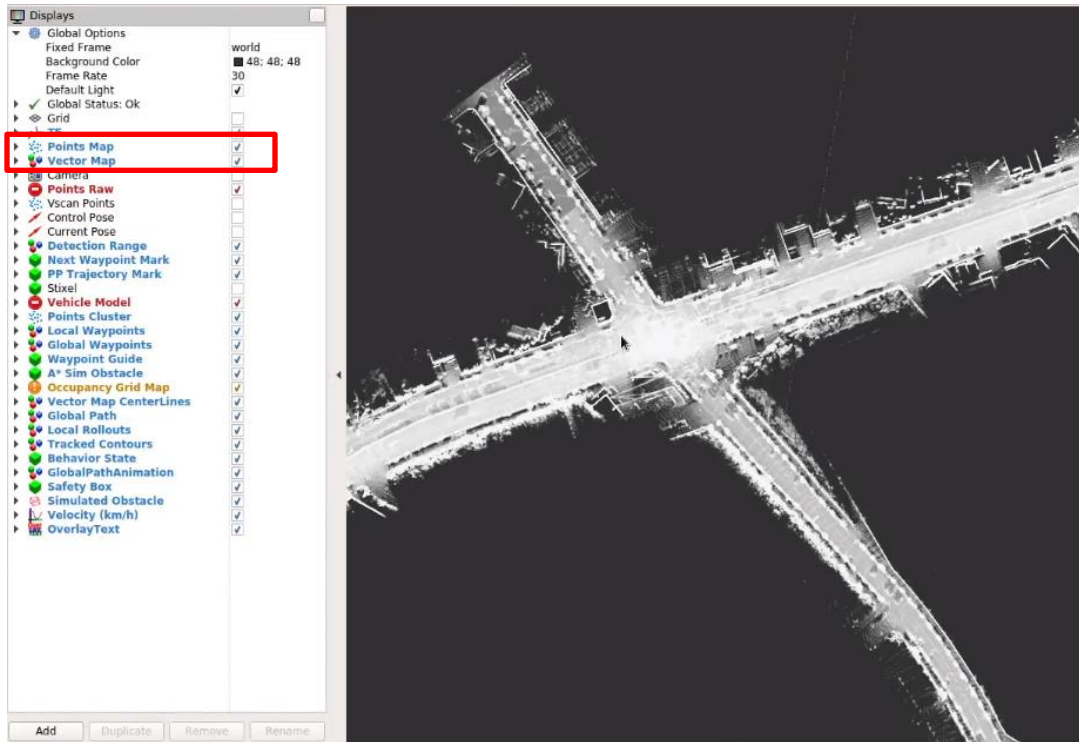 Displays
Global Options
Fixed Frame world
Background Color 48; 48; 48
Frame Rate 30
Default Light
Global Status: Ok
Grid
TF
Points Map
Vector Map
Camera
Points Raw
Vscan Points
Control Pose
Current Pose
Detection Range
Next Waypoint Mark
PP Trajectory Mark
Stixel
Vehicle Model
Points Cluster
Local Waypoints
Global Waypoints
Waypoint Guide
A* Sim Obstacle
Occupancy Grid Map
Vector Map CenterLines
Global Path
Local Rollouts
Tracked Contours
Behavior State
GlobalPathAnimation
Safety Box
Simulated Obstacle
Velocity (km/h)
OverlayText
Add Duplicate Remove Rename